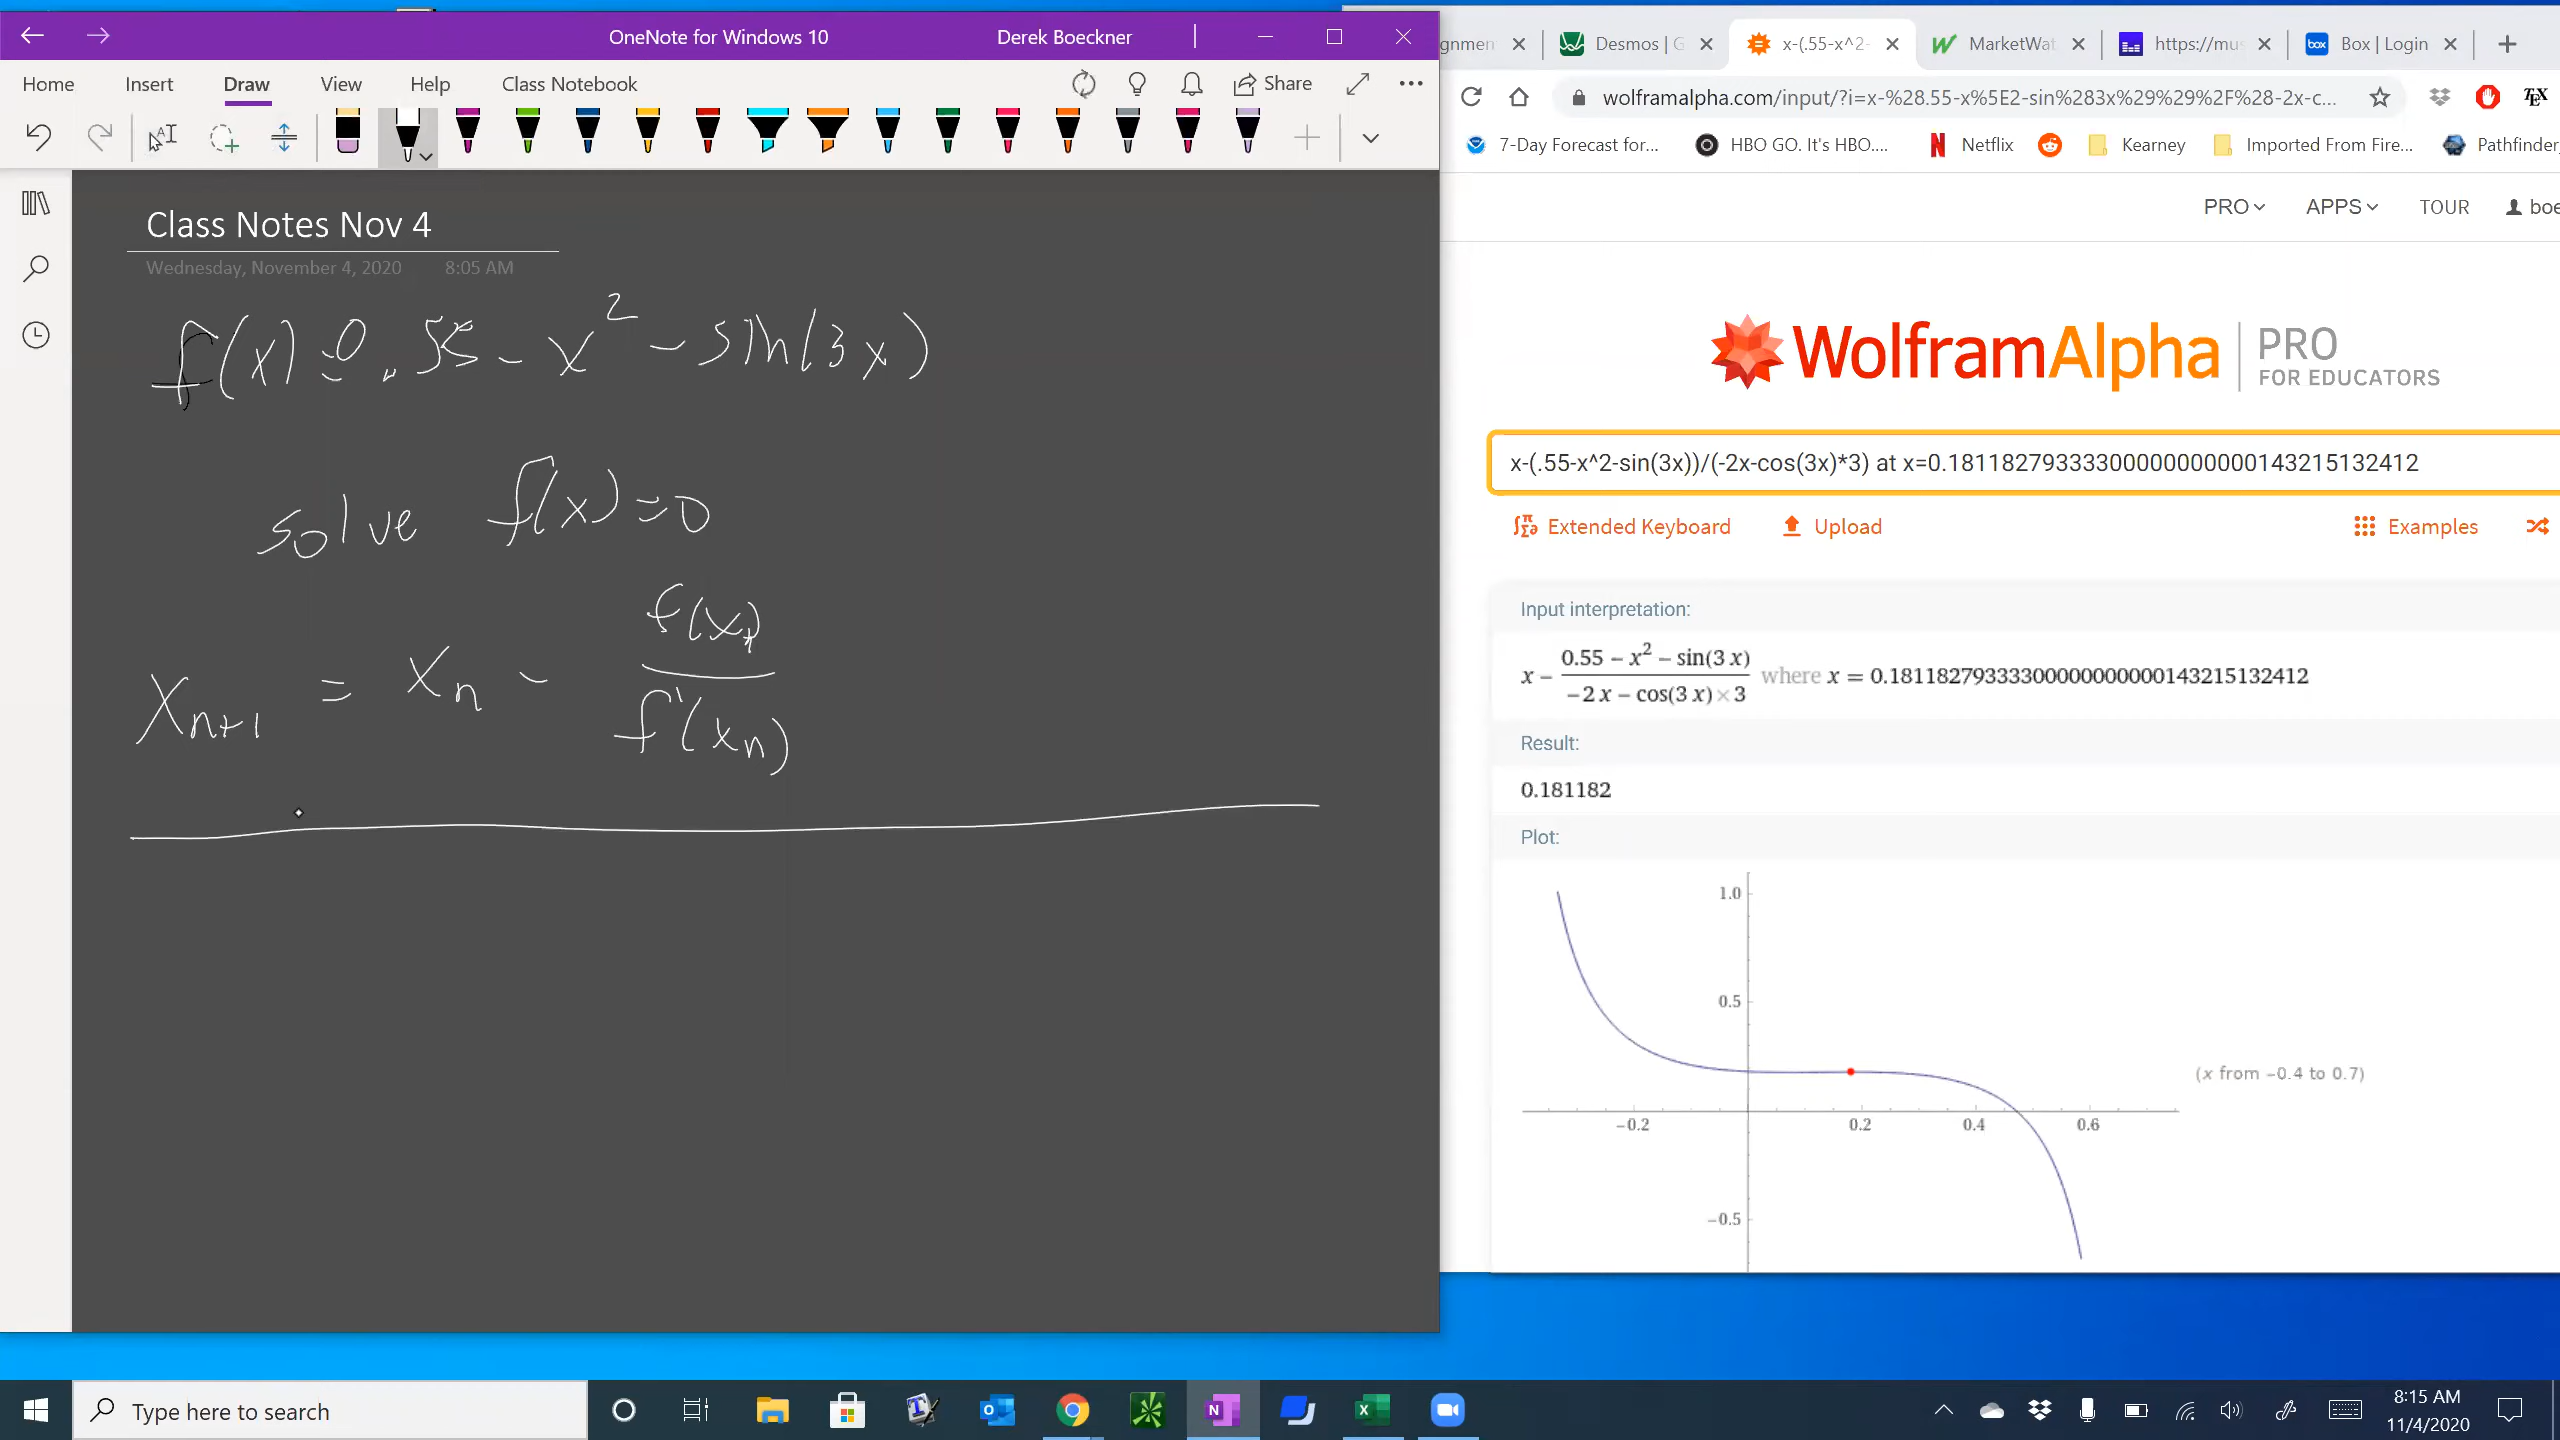 OneNote for Windows 10
Derek Boeckner
Home Insert Draw View Help Class Notebook Share
Class Notes Nov 4
Wednesday, November 4, 2020 8:05 AM
f(x) = 0.55 - x² - sin(3x)
solve f(x) = 0
Xn+1 = Xn - f(xn)/f'(xn)
gnmen Desmos | G x-(.55-x^2- MarketWat https://mu Box | Login
wolframalpha.com/input/?i=x-%28.55-x%5E2-sin%283x%29%29%2F%28-2x-c...
7-Day Forecast for... HBO GO. It's HBO.... Netflix Kearney Imported From Fire... Pathfinder
PRO APPS TOUR boe
WolframAlpha PRO
FOR EDUCATORS
x-(.55-x^2-sin(3x))/(-2x-cos(3x)*3) at x=0.18118279333300000000000143215132412
Extended Keyboard Upload Examples
Input interpretation:
x − (0.55 − x² − sin(3 x))/(−2 x − cos(3 x)×3) where x = 0.18118279333300000000000143215132412
Result:
0.181182
Plot:
1.0
0.5
(x from −0.4 to 0.7)
−0.2 0.2 0.4 0.6
−0.5
Type here to search
8:15 AM
11/4/2020